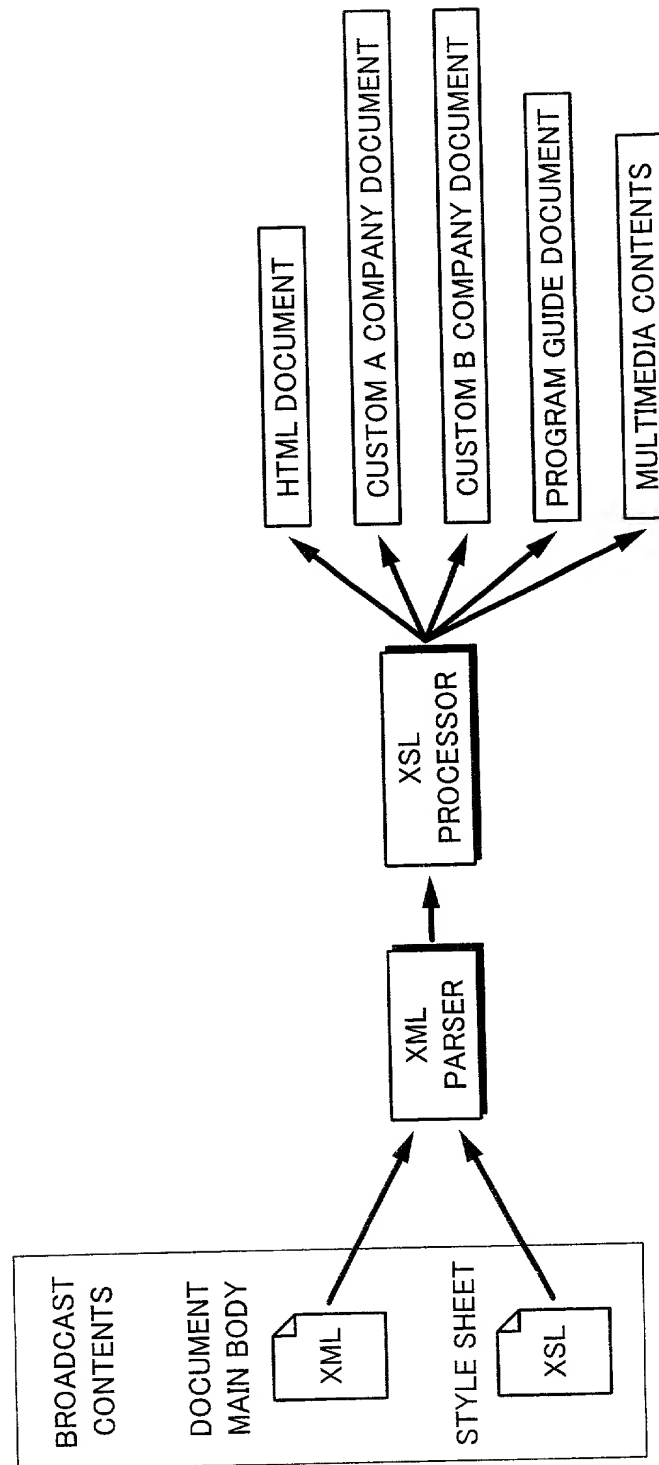 BROADCAST
CONTENTS
DOCUMENT
MAIN BODY
XML
STYLE SHEET
XSL
XML
PARSER
XSL
PROCESSOR
HTML DOCUMENT
CUSTOM A COMPANY DOCUMENT
CUSTOM B COMPANY DOCUMENT
PROGRAM GUIDE DOCUMENT
MULTIMEDIA CONTENTS